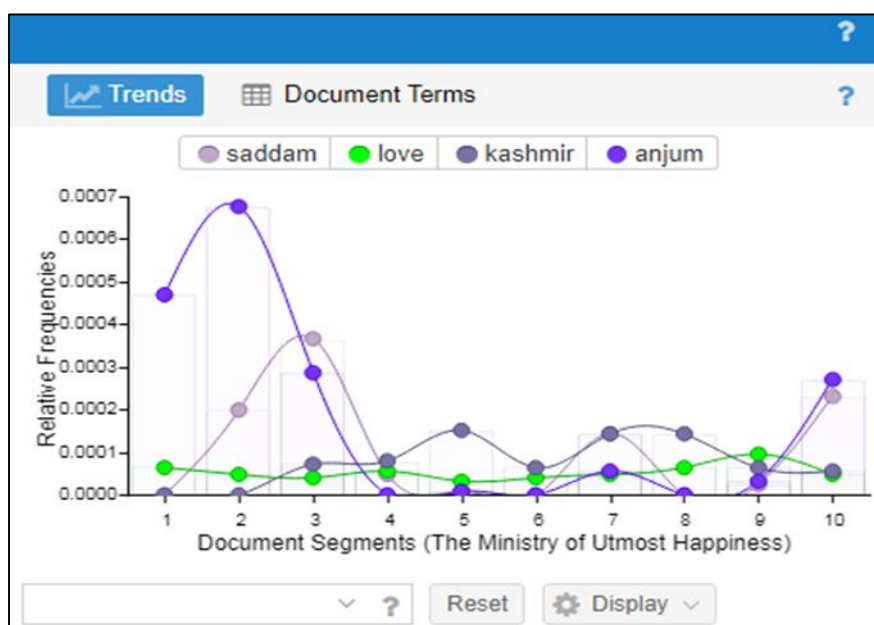 ?
Trends Document Terms ?
saddam love kashmir anjum
0.0007
0.0006
0.0005
0.0004
0.0003
0.0002
0.0001
0.0000
Relative Frequencies
1 2 3 4 5 6 7 8 9 10
Document Segments (The Ministry of Utmost Happiness)
? Reset Display